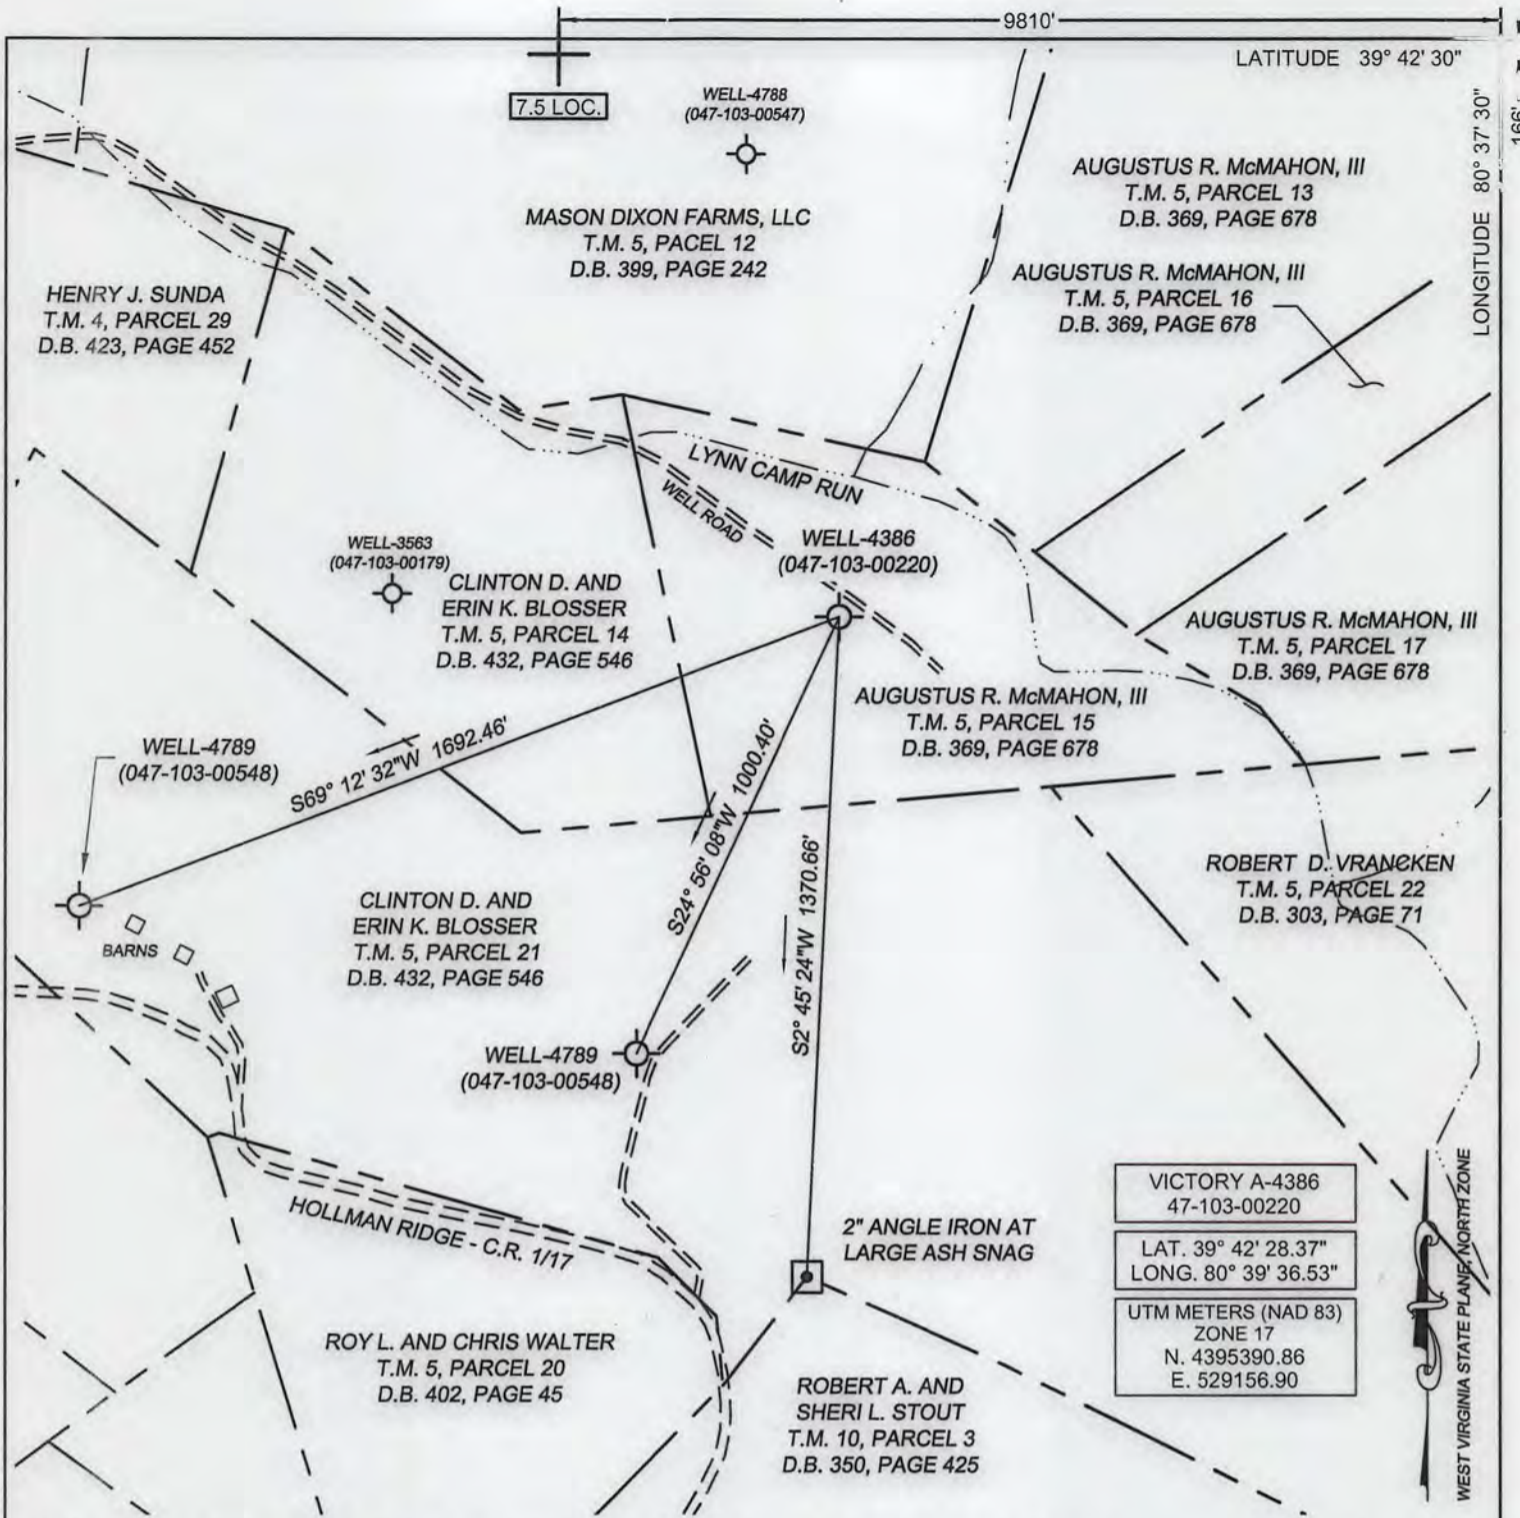 9810'
LATITUDE 39° 42' 30"
LONGITUDE 80° 37' 30"
166'
7.5 LOC.
WELL-4788
(047-103-00547)
AUGUSTUS R. McMAHON, III
T.M. 5, PARCEL 13
D.B. 369, PAGE 678
MASON DIXON FARMS, LLC
T.M. 5, PACEL 12
D.B. 399, PAGE 242
AUGUSTUS R. McMAHON, III
T.M. 5, PARCEL 16
D.B. 369, PAGE 678
HENRY J. SUNDA
T.M. 4, PARCEL 29
D.B. 423, PAGE 452
LYNN CAMP RUN
WELL ROAD
WELL-3563
(047-103-00179)
WELL-4386
(047-103-00220)
CLINTON D. AND
ERIN K. BLOSSER
T.M. 5, PARCEL 14
D.B. 432, PAGE 546
AUGUSTUS R. McMAHON, III
T.M. 5, PARCEL 17
D.B. 369, PAGE 678
AUGUSTUS R. McMAHON, III
T.M. 5, PARCEL 15
D.B. 369, PAGE 678
WELL-4789
(047-103-00548)
S69° 12' 32"W 1692.46'
S24° 56' 08"W 1000.40'
S2° 45' 24"W 1370.66'
ROBERT D. VRANCKEN
T.M. 5, PARCEL 22
D.B. 303, PAGE 71
CLINTON D. AND
ERIN K. BLOSSER
T.M. 5, PARCEL 21
D.B. 432, PAGE 546
BARNS
WELL-4789
(047-103-00548)
HOLLMAN RIDGE - C.R. 1/17
2" ANGLE IRON AT
LARGE ASH SNAG
VICTORY A-4386
47-103-00220
LAT. 39° 42' 28.37"
LONG. 80° 39' 36.53"
UTM METERS (NAD 83)
ZONE 17
N. 4395390.86
E. 529156.90
WEST VIRGINIA STATE PLANE, NORTH ZONE
ROY L. AND CHRIS WALTER
T.M. 5, PARCEL 20
D.B. 402, PAGE 45
ROBERT A. AND
SHERI L. STOUT
T.M. 10, PARCEL 3
D.B. 350, PAGE 425